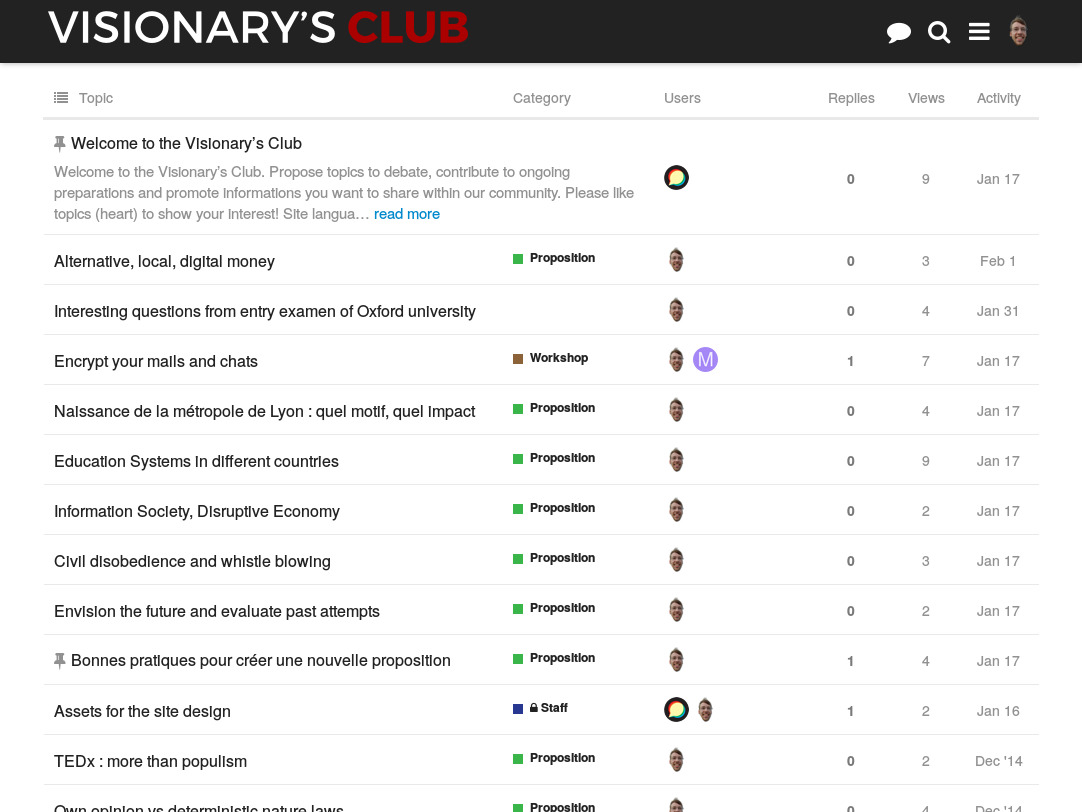 VISIONARY’S CLUB
Topic Category Users Replies Views Activity
Welcome to the Visionary’s Club
Welcome to the Visionary’s Club. Propose topics to debate, contribute to ongoing
preparations and promote informations you want to share within our community. Please like
topics (heart) to show your interest! Site langua… read more
0 9 Jan 17
Alternative, local, digital money Proposition 0 3 Feb 1
Interesting questions from entry examen of Oxford university 0 4 Jan 31
Encrypt your mails and chats Workshop M 1 7 Jan 17
Naissance de la métropole de Lyon : quel motif, quel impact Proposition 0 4 Jan 17
Education Systems in different countries Proposition 0 9 Jan 17
Information Society, Disruptive Economy Proposition 0 2 Jan 17
Civil disobedience and whistle blowing Proposition 0 3 Jan 17
Envision the future and evaluate past attempts Proposition 0 2 Jan 17
Bonnes pratiques pour créer une nouvelle proposition Proposition 1 4 Jan 17
Assets for the site design Staff 1 2 Jan 16
TEDx : more than populism Proposition 0 2 Dec '14
Own opinion vs deterministic nature laws Proposition 0 4 Dec '14